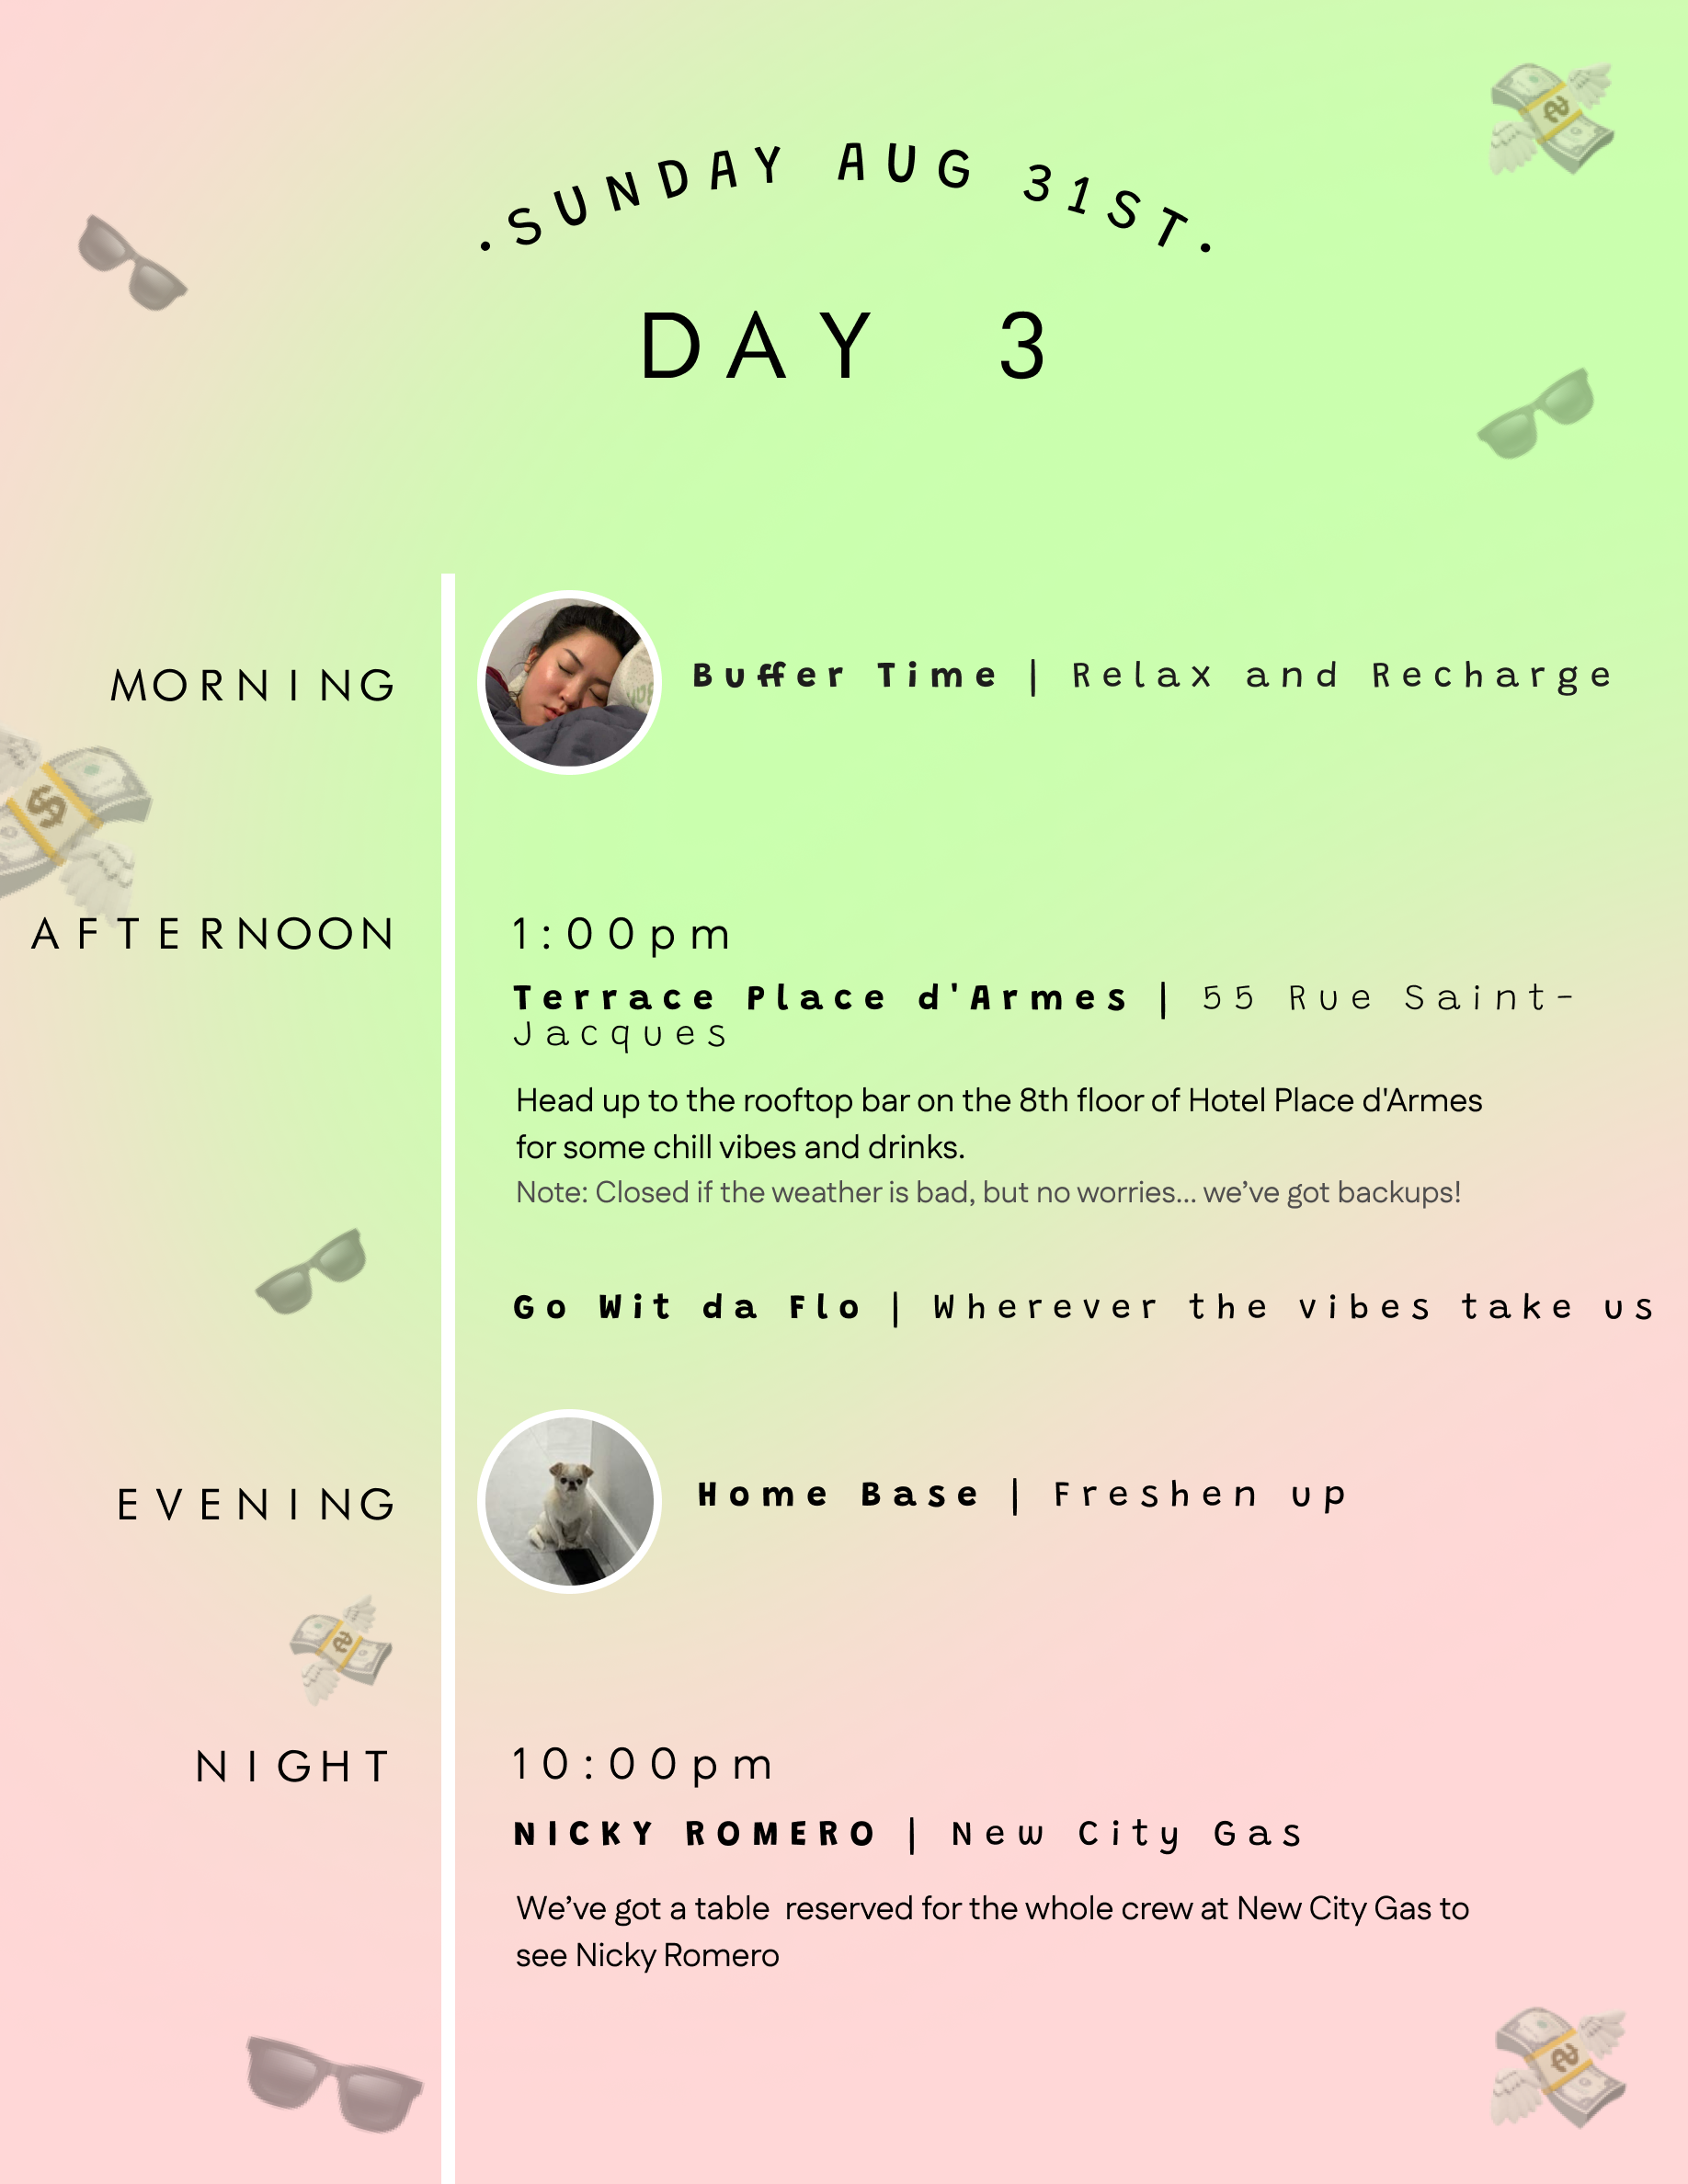 ·SUNDAY AUG 31ST·
DAY 3
MORNING
Buffer Time | Relax and Recharge
AFTERNOON
1:00pm
Terrace Place d'Armes | 55 Rue Saint-
Jacques
Head up to the rooftop bar on the 8th floor of Hotel Place d'Armes
for some chill vibes and drinks.
Note: Closed if the weather is bad, but no worries... we’ve got backups!
Go Wit da Flo | Wherever the vibes take us
EVENING
Home Base | Freshen up
NIGHT
10:00pm
NICKY ROMERO | New City Gas
We’ve got a table  reserved for the whole crew at New City Gas to
see Nicky Romero